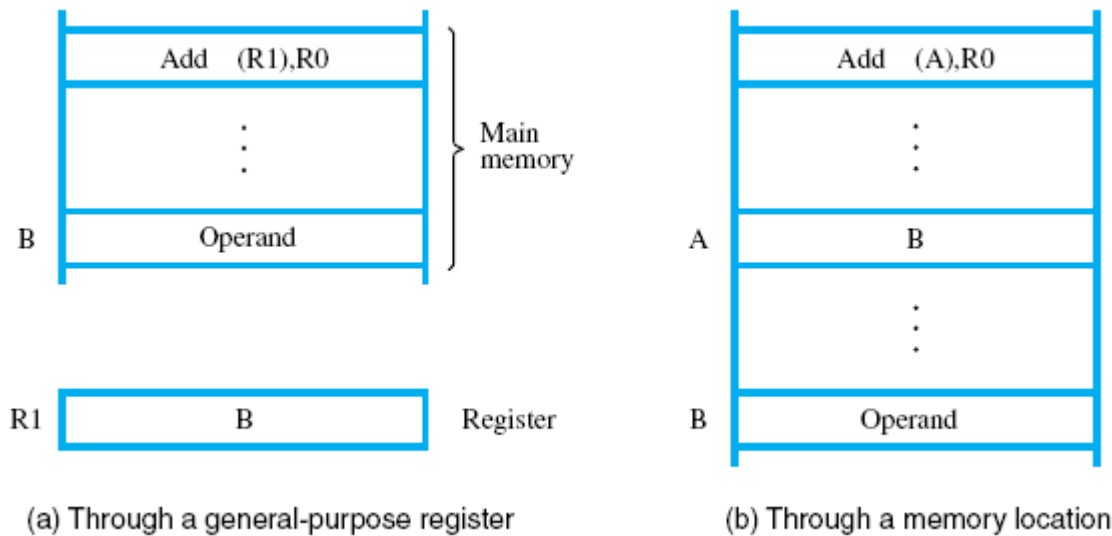 Add (R1),R0
Main
memory
B
Operand
R1
B
Register
(a) Through a general-purpose register
Add (A),R0
A
B
B
Operand
(b) Through a memory location